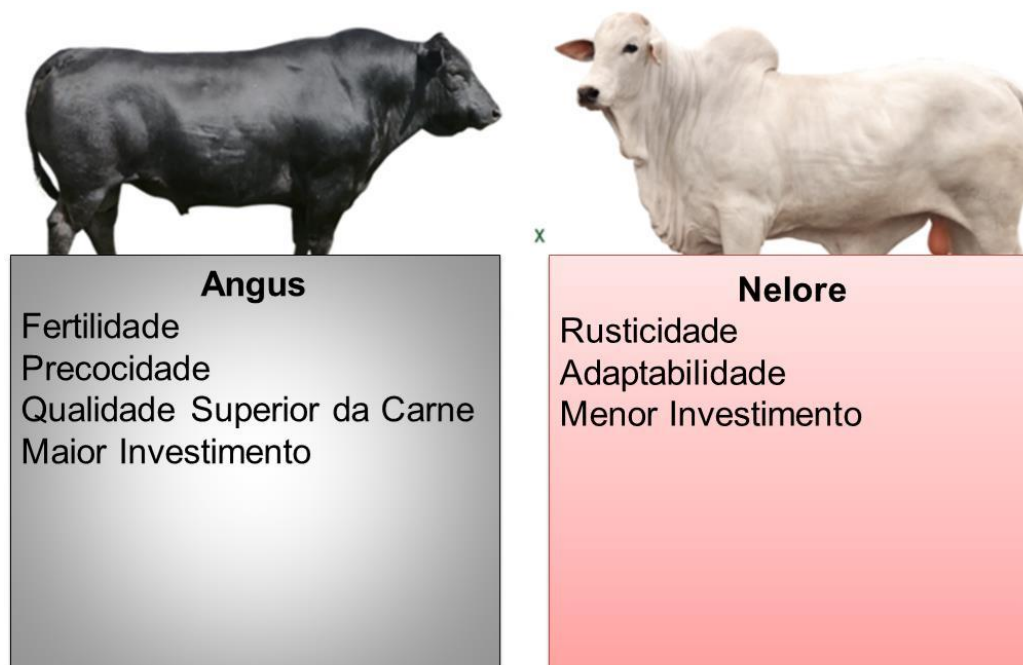 x
Angus
Fertilidade
Precocidade
Qualidade Superior da Carne
Maior Investimento
Nelore
Rusticidade
Adaptabilidade
Menor Investimento